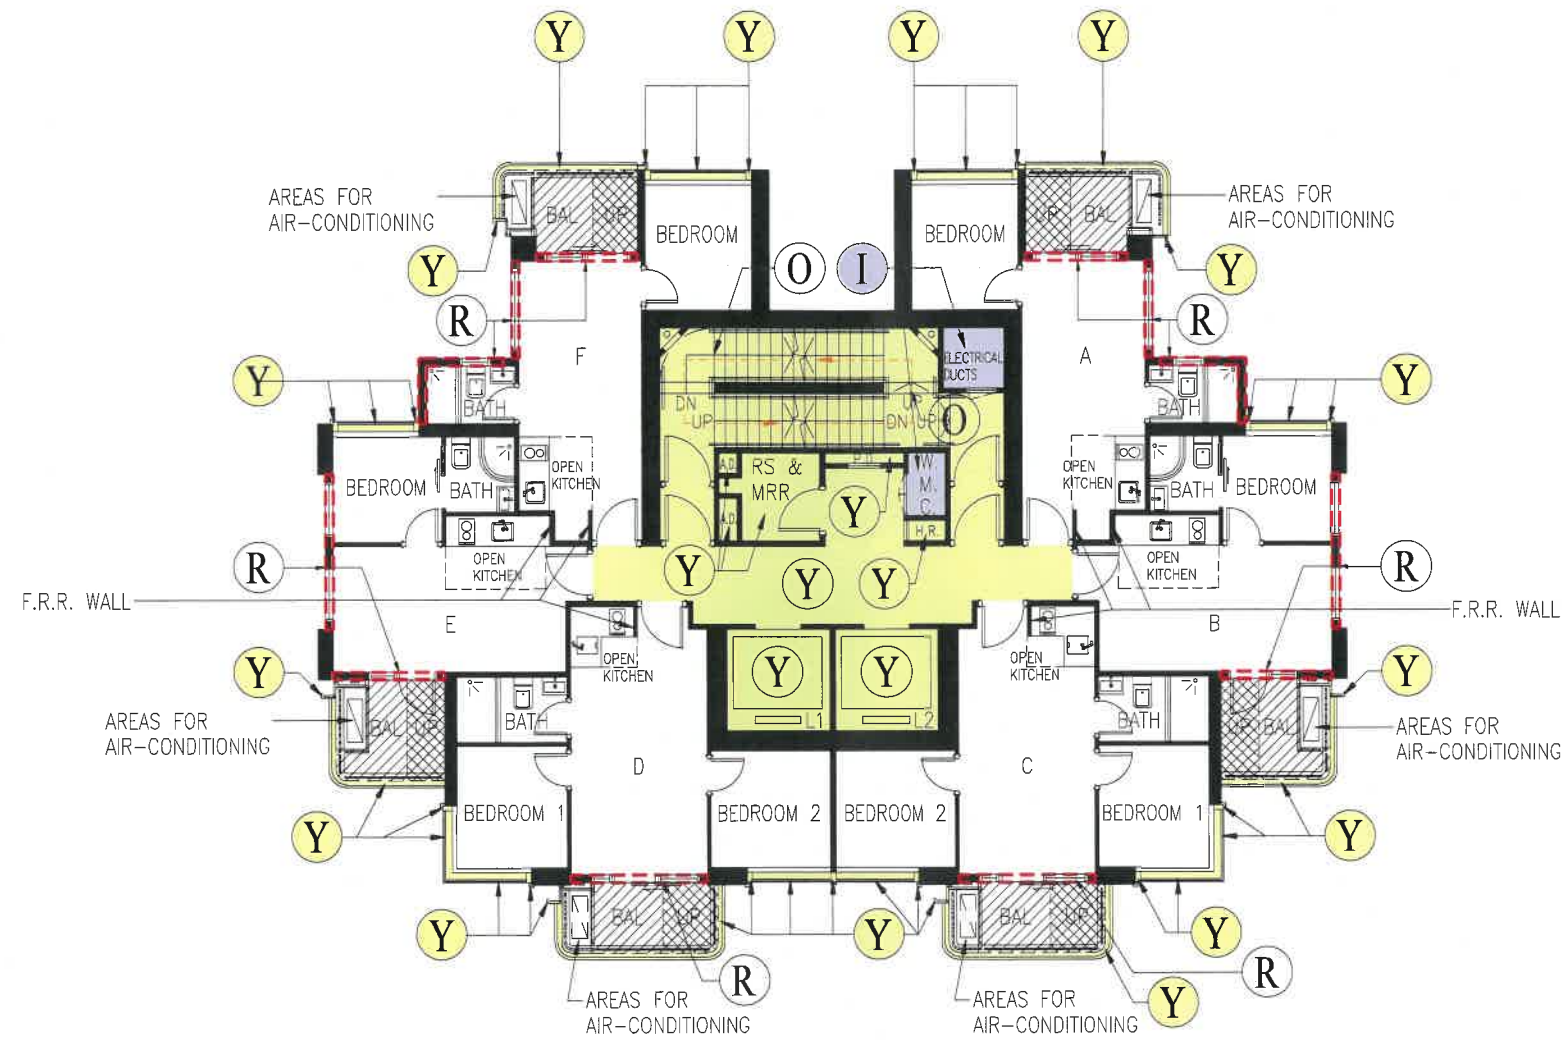 Y
Y
Y
Y
AREAS FOR
AIR-CONDITIONING
BAL
UP
BEDROOM
BEDROOM
UP
BAL
AREAS FOR
AIR-CONDITIONING
Y
O
I
Y
R
R
F
A
ELECTRICAL
DUCTS
Y
Y
BATH
BATH
DN
UP
UP
DN
UP
O
BEDROOM
BATH
OPEN
KITCHEN
A.D.
RS &
MRR
P.D.
W.
M.
C.
OPEN
KITCHEN
BATH
BEDROOM
A.D.
Y
H.R.
R
OPEN
KITCHEN
Y
Y
Y
OPEN
KITCHEN
R
F.R.R. WALL
F.R.R. WALL
E
B
OPEN
KITCHEN
OPEN
KITCHEN
Y
Y
Y
Y
AREAS FOR
AIR-CONDITIONING
BAL
UP
BATH
L1
L2
BATH
UP
BAL
AREAS FOR
AIR-CONDITIONING
D
C
BEDROOM 1
BEDROOM 2
BEDROOM 2
BEDROOM 1
Y
Y
Y
BAL
UP
Y
BAL
UP
Y
R
R
AREAS FOR
AIR-CONDITIONING
AREAS FOR
AIR-CONDITIONING
Y